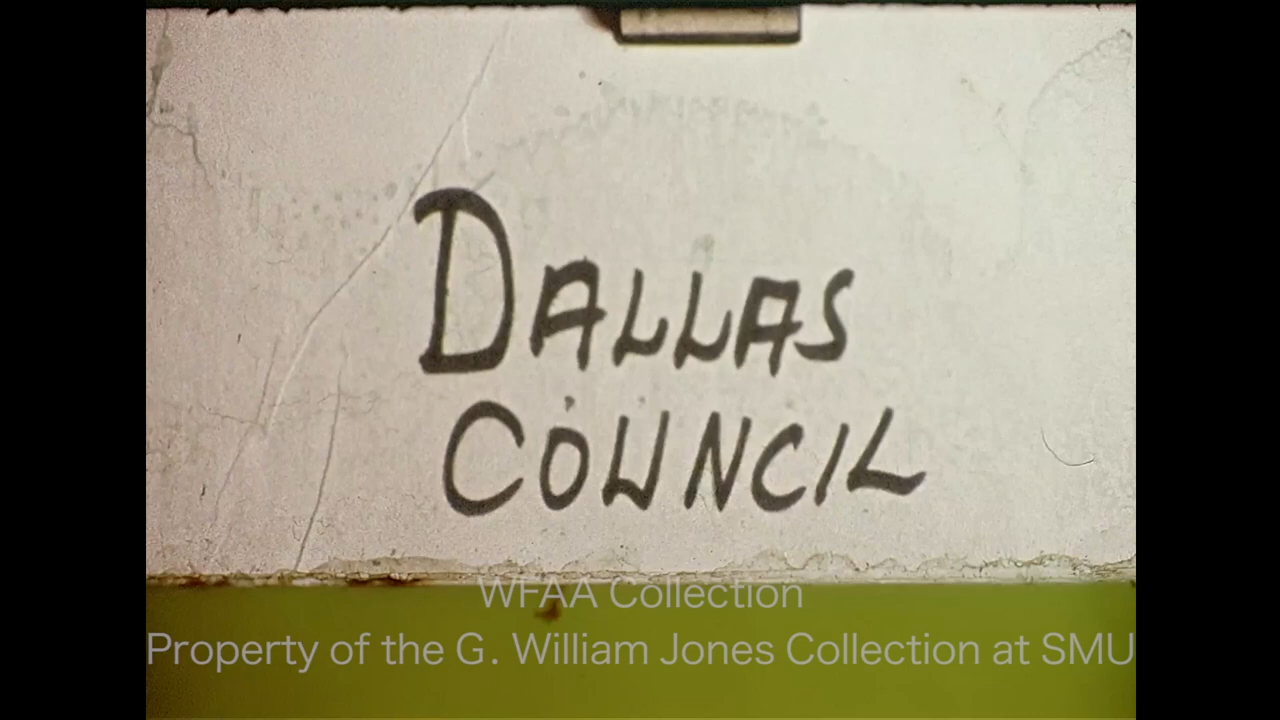 DALLAS
COUNCIL
WFAA Collection
Property of the G. William Jones Collection at SMU